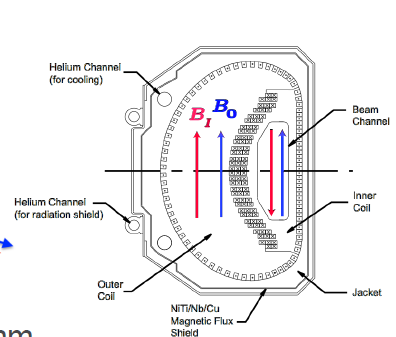 Helium Channel
(for cooling)
B_I
B_O
Beam
Channel
Helium Channel
(for radiation shield)
Inner
Coil
Outer
Coil
NiTi/Nb/Cu
Magnetic Flux
Shield
Jacket